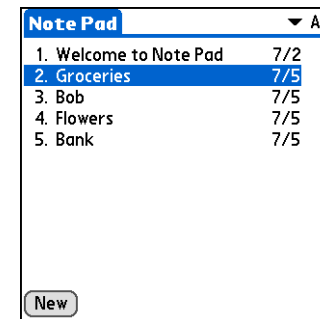 Note Pad A
1. Welcome to Note Pad 7/2
2. Groceries 7/5
3. Bob 7/5
4. Flowers 7/5
5. Bank 7/5
New